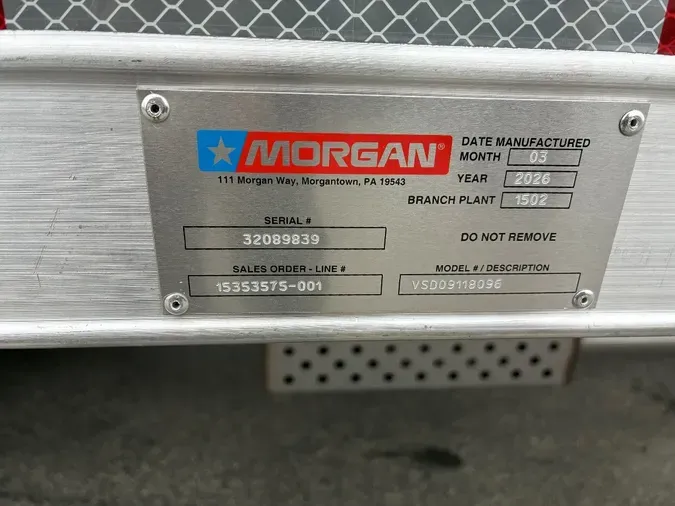 MORGAN®
111 Morgan Way, Morgantown, PA 19543
DATE MANUFACTURED
MONTH 03
YEAR 2026
BRANCH PLANT 1502
SERIAL #
32089839
DO NOT REMOVE
SALES ORDER - LINE #
15353575-001
MODEL # / DESCRIPTION
VSD09118096